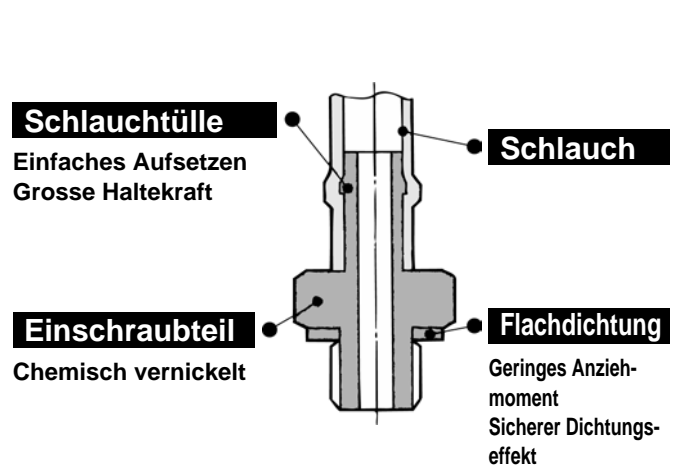 Schlauchtülle
Einfaches Aufsetzen
Grosse Haltekraft
Schlauch
Einschraubteil
Chemisch vernickelt
Flachdichtung
Geringes Anzieh-
moment
Sicherer Dichtungs-
effekt